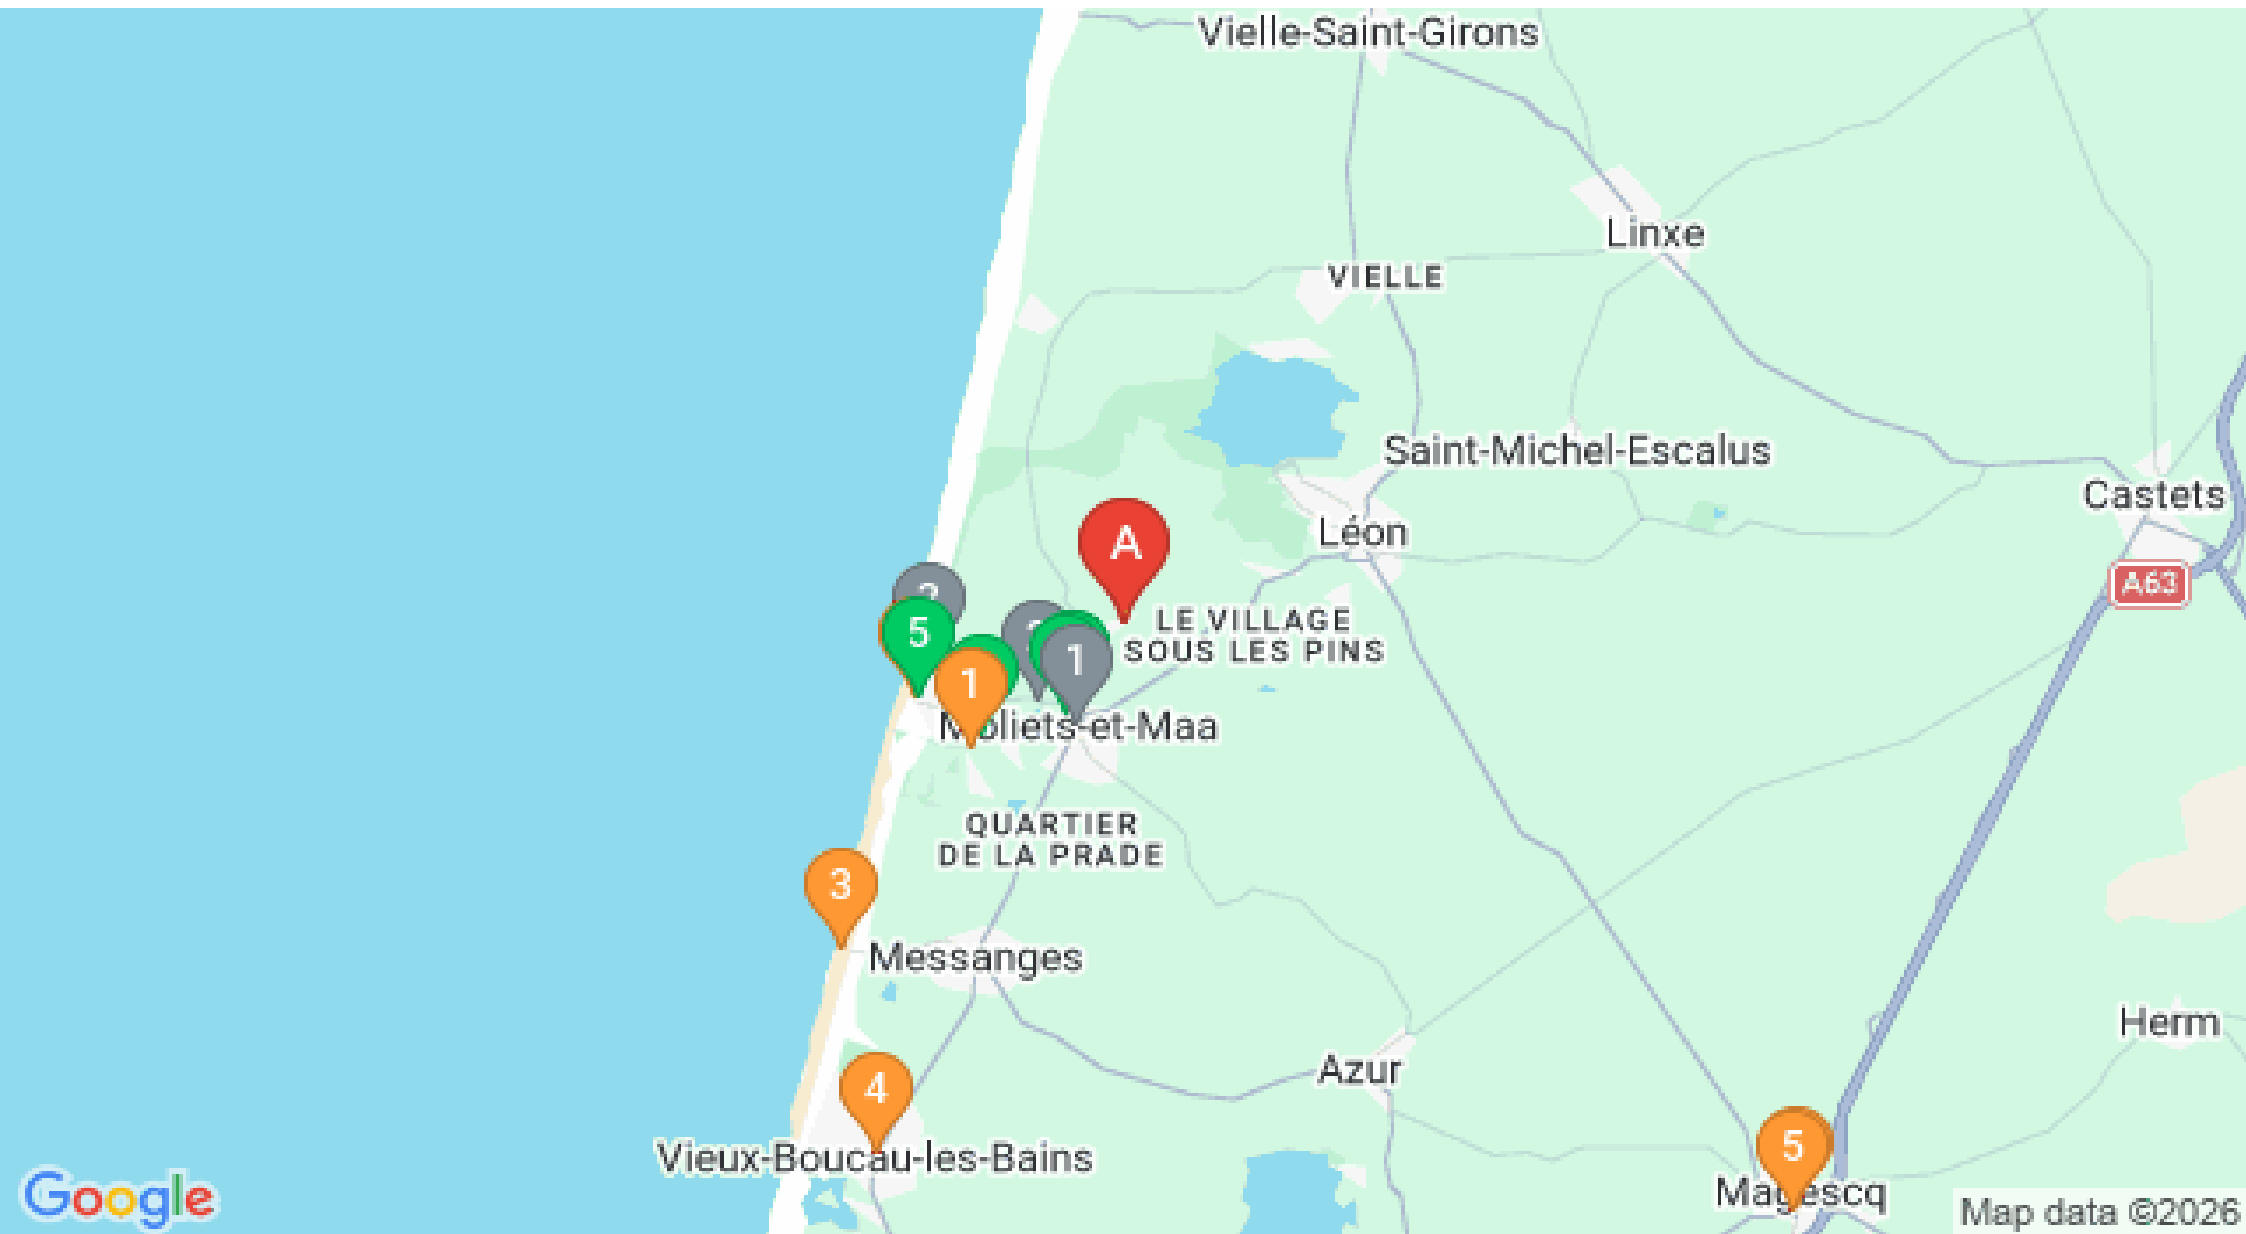 Vielle-Saint-Girons
Linxe
VIELLE
Saint-Michel-Escalus
Castets
Léon
A
A63
LE VILLAGE
SOUS LES PINS
5
1
1
Moliets-et-Maa
QUARTIER
DE LA PRADE
3
Messanges
Herm
Azur
4
5
Vieux-Boucau-les-Bains
Magescq
Google
Map data ©2026